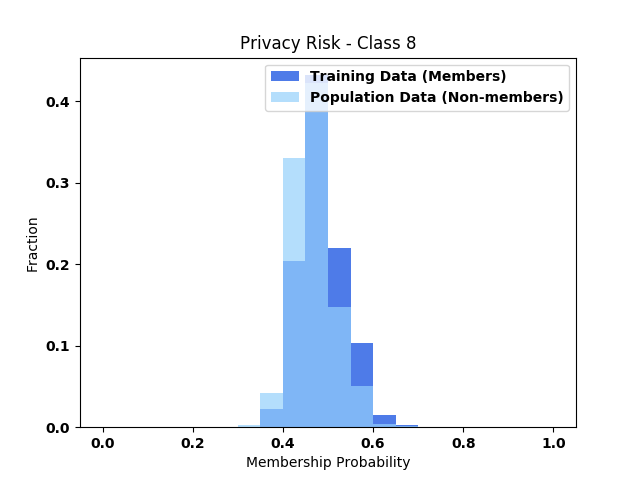 Privacy Risk - Class 8
Training Data (Members)
Population Data (Non-members)
0.4
0.3
0.2
0.1
0.0
Fraction
0.0 0.2 0.4 0.6 0.8 1.0
Membership Probability